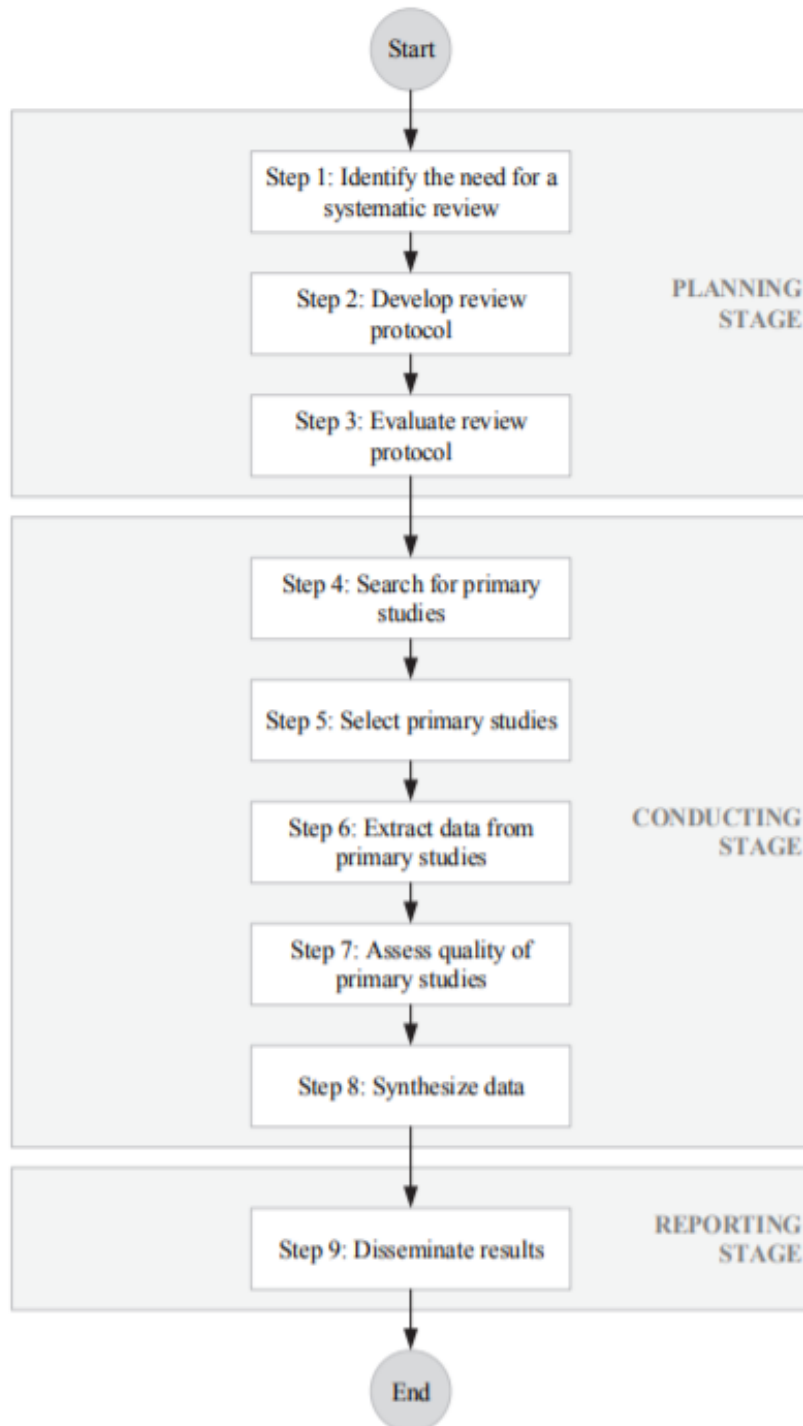 Start
Step 1: Identify the need for a
systematic review
Step 2: Develop review
protocol
PLANNING
STAGE
Step 3: Evaluate review
protocol
Step 4: Search for primary
studies
Step 5: Select primary studies
Step 6: Extract data from
primary studies
CONDUCTING
STAGE
Step 7: Assess quality of
primary studies
Step 8: Synthesize data
Step 9: Disseminate results
REPORTING
STAGE
End